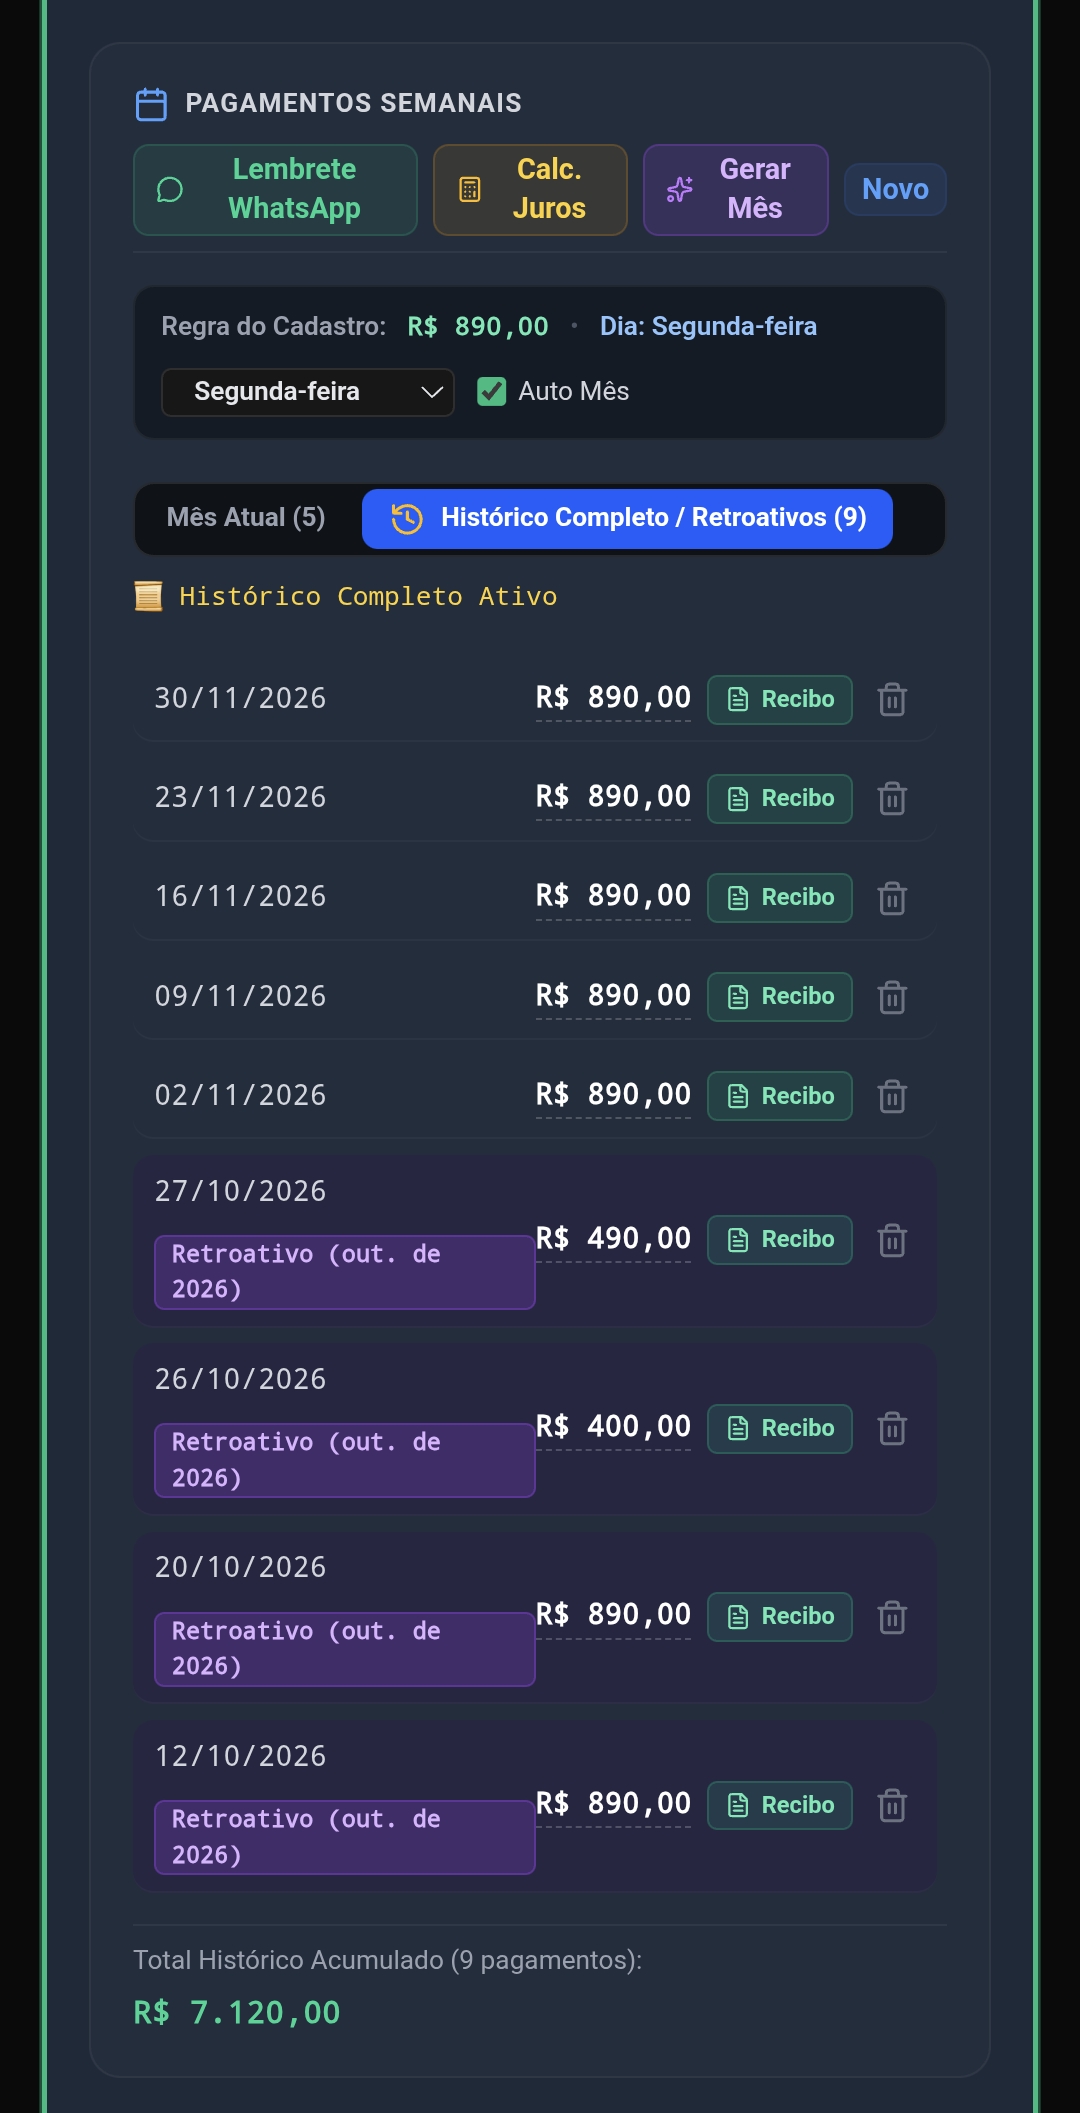 PAGAMENTOS SEMANAIS
Lembrete
WhatsApp
Calc.
Juros
Gerar
Mês
Novo
Regra do Cadastro: R$ 890,00 • Dia: Segunda-feira
Segunda-feira
Auto Mês
Mês Atual (5)
Histórico Completo / Retroativos (9)
Histórico Completo Ativo
30/11/2026 R$ 890,00 Recibo
23/11/2026 R$ 890,00 Recibo
16/11/2026 R$ 890,00 Recibo
09/11/2026 R$ 890,00 Recibo
02/11/2026 R$ 890,00 Recibo
27/10/2026
Retroativo (out. de
2026)
R$ 490,00 Recibo
26/10/2026
Retroativo (out. de
2026)
R$ 400,00 Recibo
20/10/2026
Retroativo (out. de
2026)
R$ 890,00 Recibo
12/10/2026
Retroativo (out. de
2026)
R$ 890,00 Recibo
Total Histórico Acumulado (9 pagamentos):
R$ 7.120,00